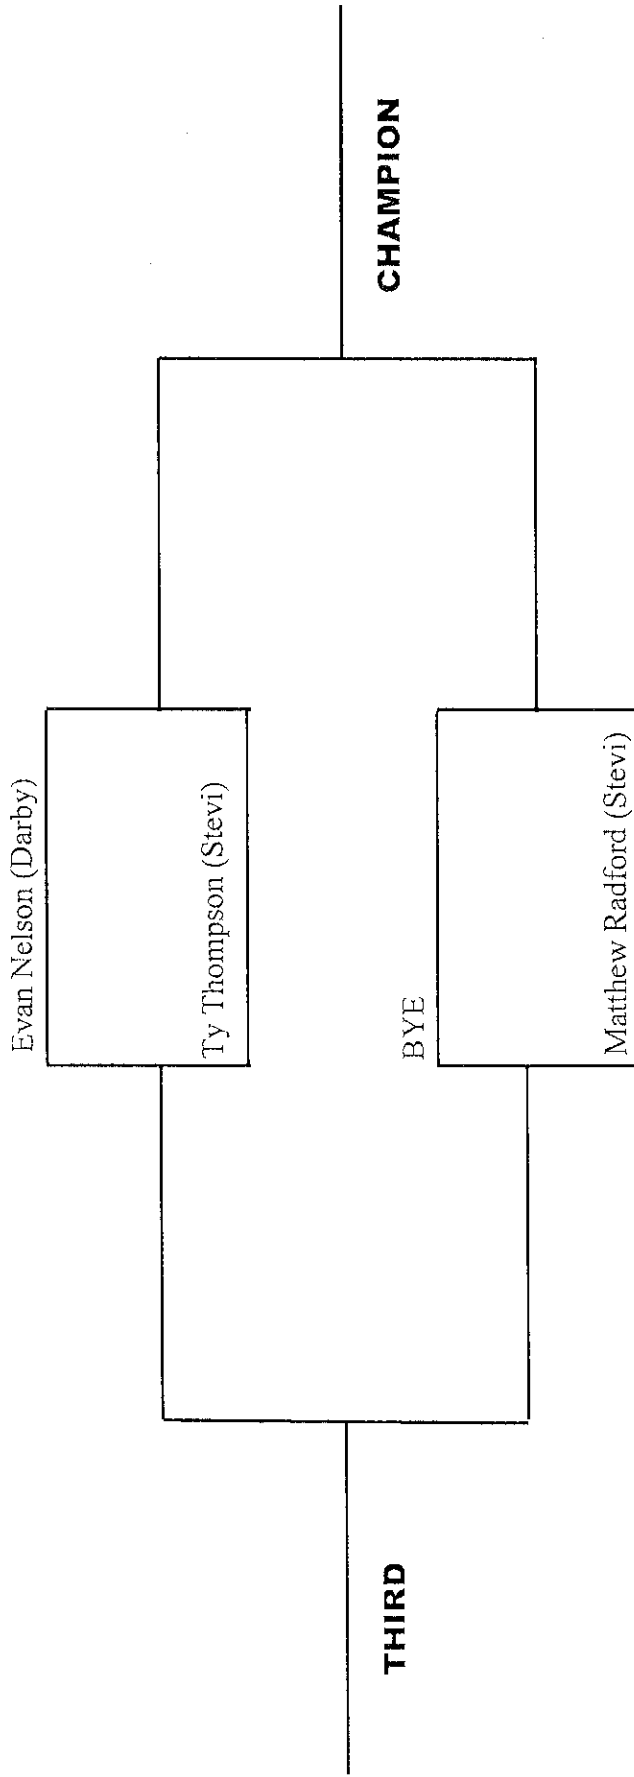 Evan Nelson (Darby)
Ty Thompson (Stevi)
BYE
Matthew Radford (Stevi)
THIRD
CHAMPION